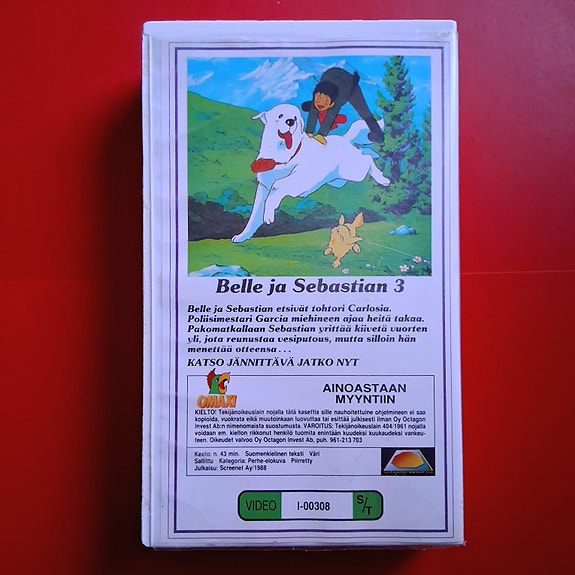 Belle ja Sebastian 3
Belle ja Sebastian etsivät tohtori Carlosia.
Poliisimestari Garcia miehineen ajaa heitä takaa.
Pakomatkallaan Sebastian yrittää kiivetä vuorten
yli, jota reunustaa vesiputous, mutta silloin hän
menettää otteensa . . .
KATSO JÄNNITTÄVÄ JATKO NYT
OMAXI
AINOASTAAN
MYYNTIIN
KIELTO! Tekijänoikeuslain nojalla tätä kasettia sille nauhoitettuine ohjelmineen ei saa
kopioida, vuokrata eikä muutoinkaan luovuttaa tai esittää julkisesti ilman Oy Octagon
Invest Ab:n nimenomaista suostumusta. VAROITUS: Tekijänoikeuslain 404-1961 nojalla
voidaan em. kiellon rikkonut henkilö tuomita enintään kuudeksi kuukaudeksi vankeu-
teen. Oikeudet valvoo Oy Octagon Invest Ab, puh. 961-213 703
Kesto: n. 43 min. Suomenkielinen teksti Väri
Sallittu Kategoria: Perhe-elokuva Piirretty
Julkaisu: Screenet Ay/1988
VIDEO
I-00308
S/T